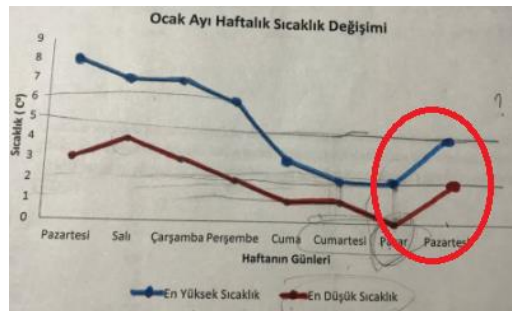 Ocak Ayı Haftalık Sıcaklık Değişimi
9
8
7
6
5
4
3
2
1
0
Sıcaklık ( C⁰)
Pazartesi Salı Çarşamba Perşembe Cuma Cumartesi Pazar Pazartesi
Haftanın Günleri
En Yüksek Sıcaklık En Düşük Sıcaklık